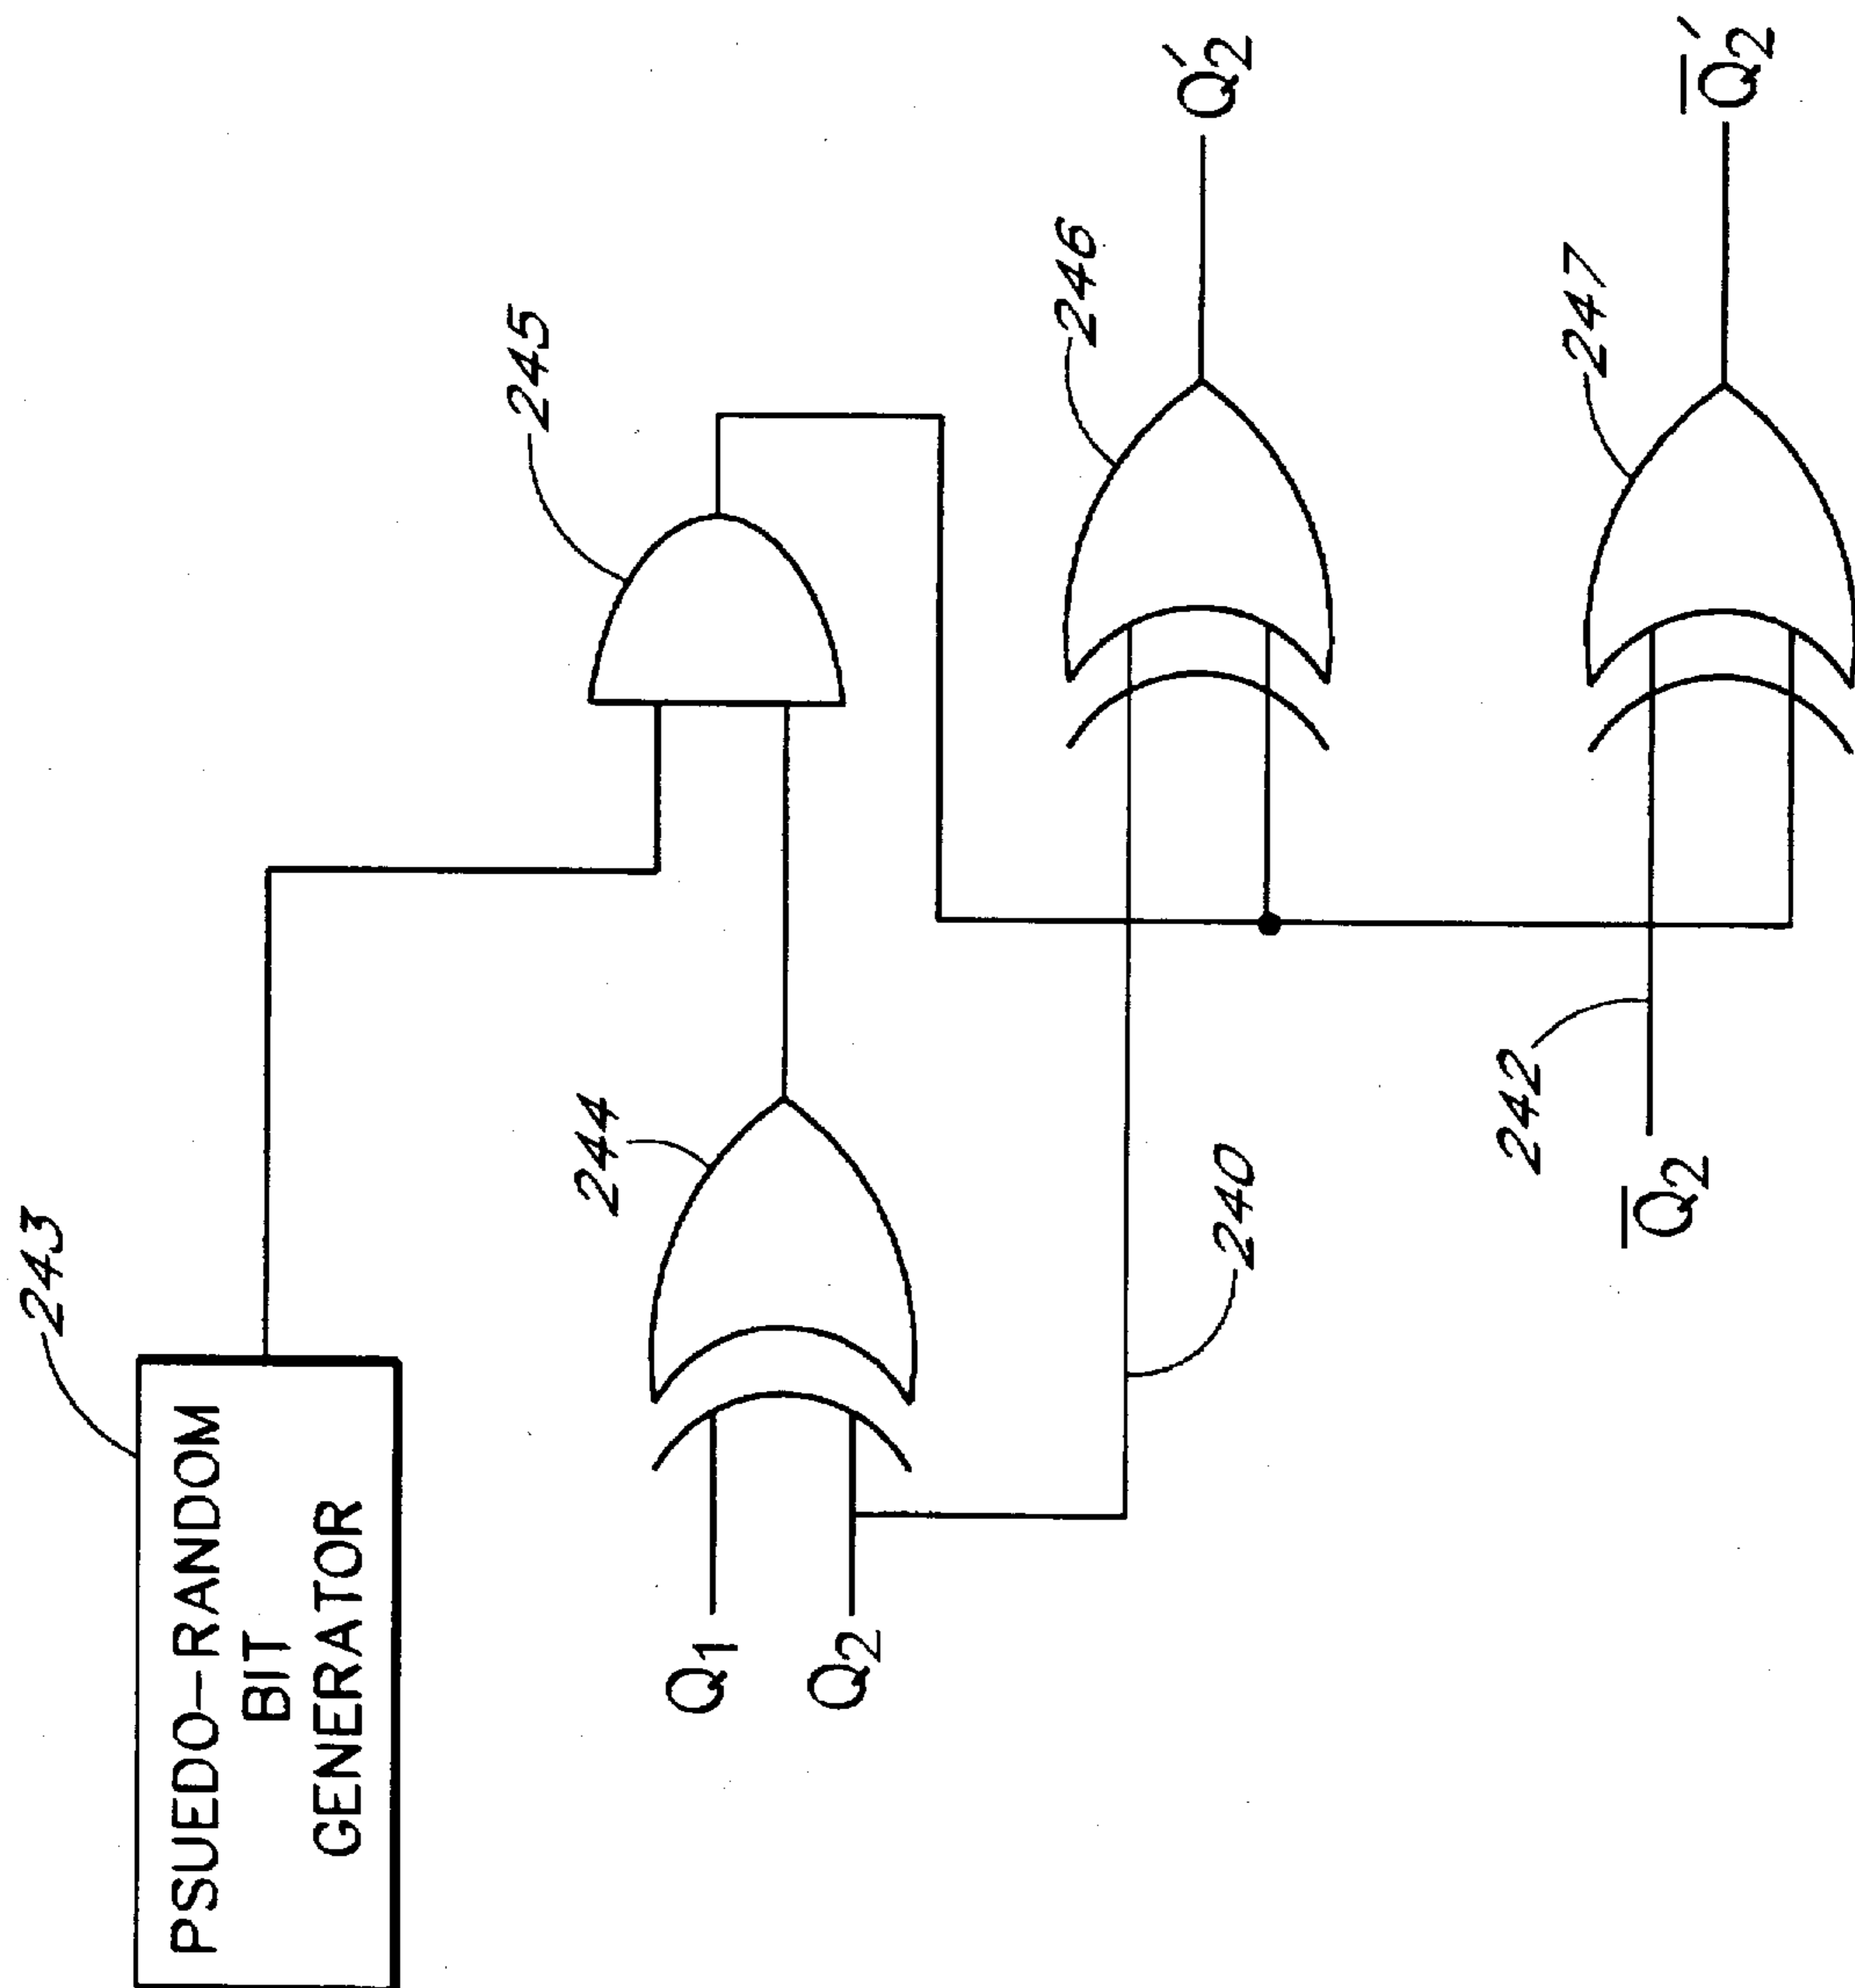 243
PSUEDO-RANDOM
BIT
GENERATOR
245
244
Q1
Q2
240
246
Q2′
242
Q̅2
247
Q̅2′